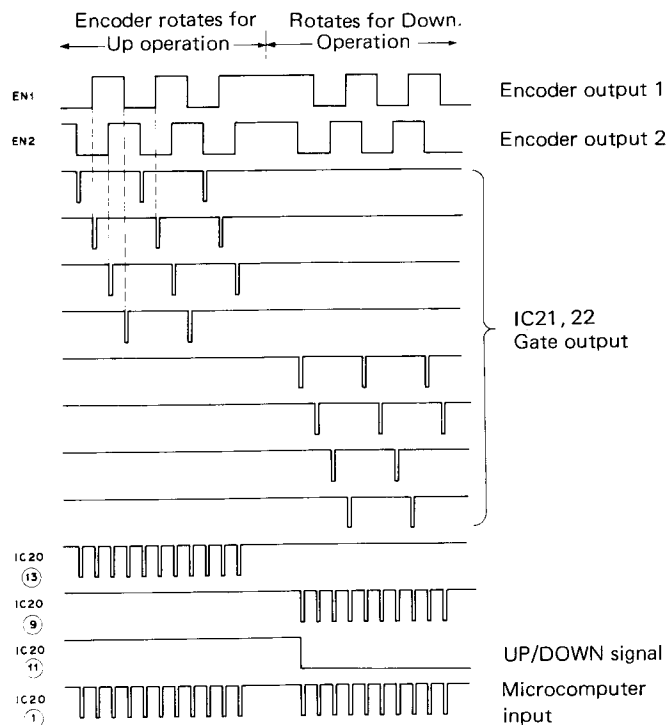 Encoder rotates for
Up operation
Rotates for Down.
Operation
EN1
Encoder output 1
EN2
Encoder output 2
IC21, 22
Gate output
IC20
13
IC20
9
IC20
11
UP/DOWN signal
IC20
1
Microcomputer
input